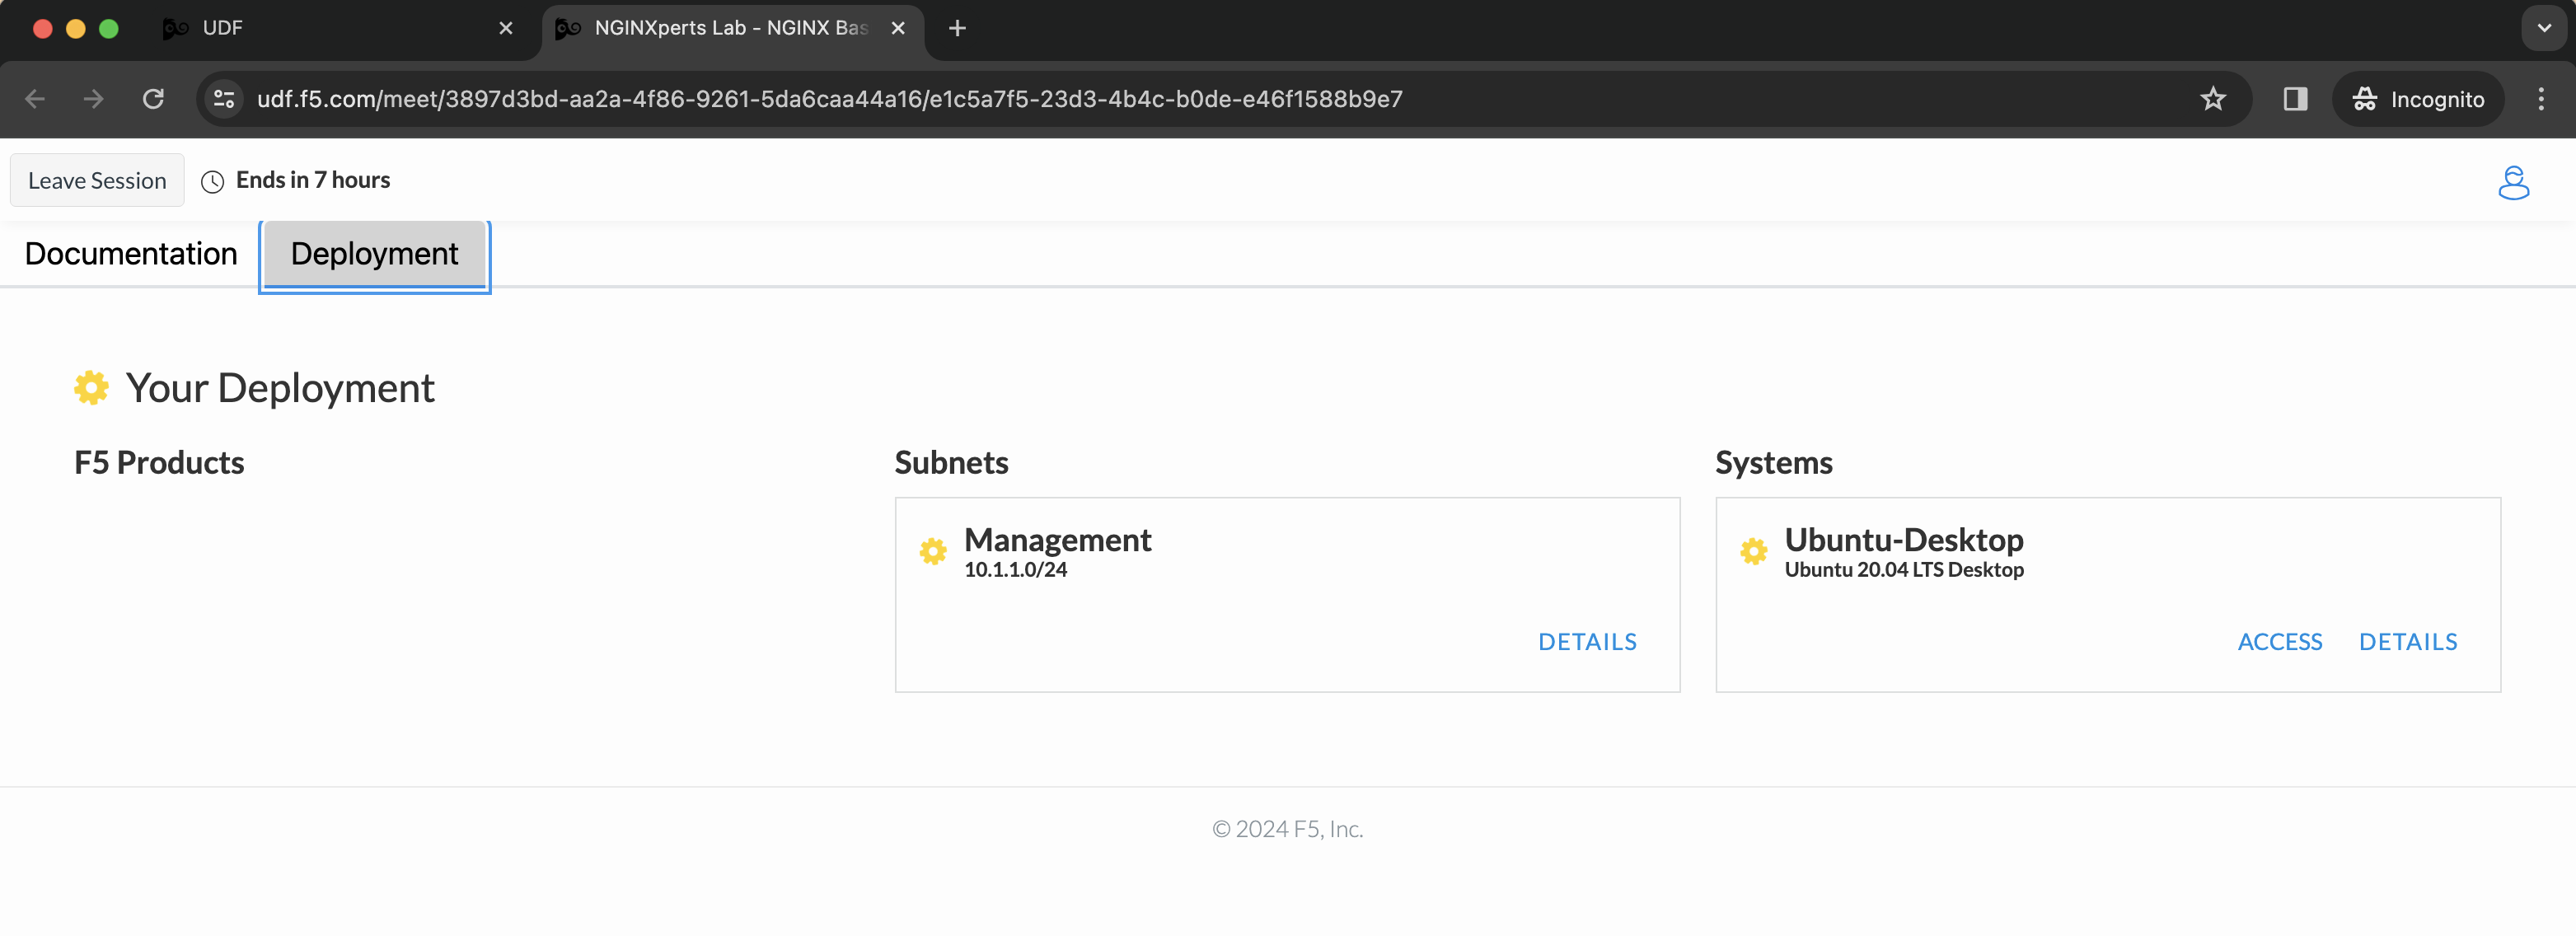 UDF
NGINXperts Lab - NGINX Bas
udf.f5.com/meet/3897d3bd-aa2a-4f86-9261-5da6caa44a16/e1c5a7f5-23d3-4b4c-b0de-e46f1588b9e7
Incognito
Leave Session
Ends in 7 hours
Documentation
Deployment
Your Deployment
F5 Products
Subnets
Management
10.1.1.0/24
DETAILS
Systems
Ubuntu-Desktop
Ubuntu 20.04 LTS Desktop
ACCESS DETAILS
© 2024 F5, Inc.